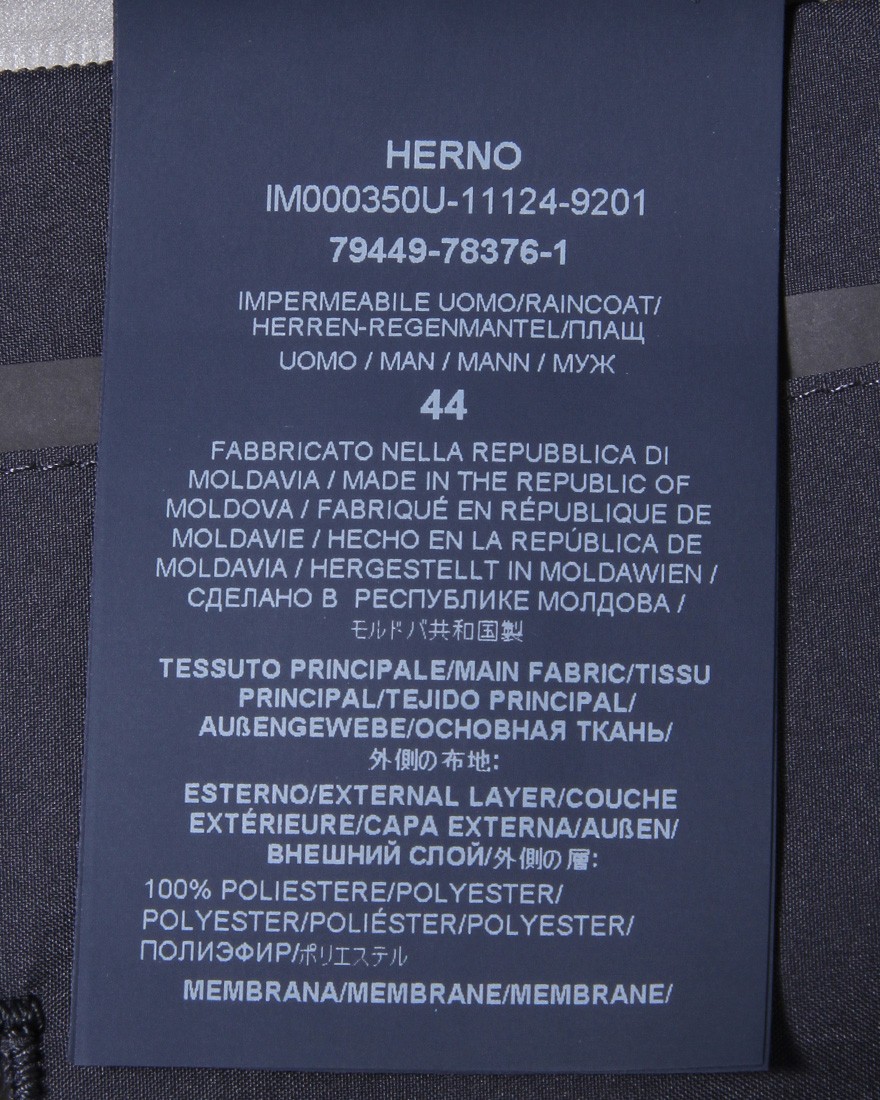 HERNO
IM000350U-11124-9201
79449-78376-1
IMPERMEABILE UOMO/RAINCOAT/
HERREN-REGENMANTEL/ПЛАЩ
UOMO / MAN / MANN / МУЖ
44
FABBRICATO NELLA REPUBBLICA DI
MOLDAVIA / MADE IN THE REPUBLIC OF
MOLDOVA / FABRIQUÉ EN RÉPUBLIQUE DE
MOLDAVIE / HECHO EN LA REPÚBLICA DE
MOLDAVIA / HERGESTELLT IN MOLDAWIEN /
СДЕЛАНО В РЕСПУБЛИКЕ МОЛДОВА /
モルドバ共和国製
TESSUTO PRINCIPALE/MAIN FABRIC/TISSU
PRINCIPAL/TEJIDO PRINCIPAL/
AUßENGEWEBE/ОСНОВНАЯ ТКАНЬ/
外側の布地:
ESTERNO/EXTERNAL LAYER/COUCHE
EXTÉRIEURE/CAPA EXTERNA/AUßEN/
ВНЕШНИЙ СЛОЙ/外側の層:
100% POLIESTERE/POLYESTER/
POLYESTER/POLIÉSTER/POLYESTER/
ПОЛИЭФИР/ポリエステル
MEMBRANA/MEMBRANE/MEMBRANE/